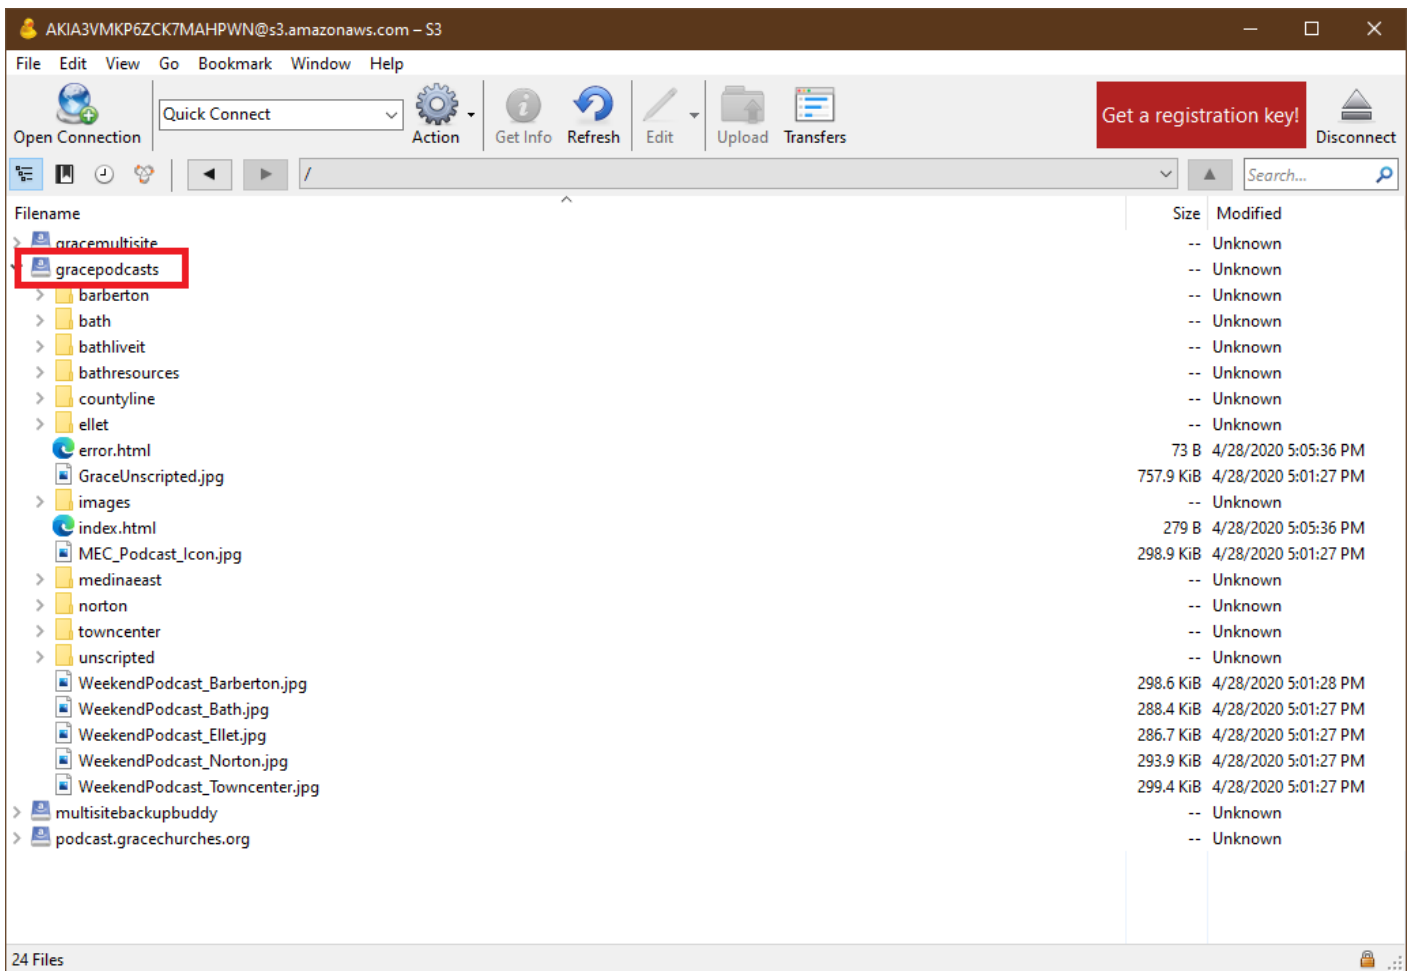 AKIA3VMKP6ZCK7MAHPWN@s3.amazonaws.com – S3
File Edit View Go Bookmark Window Help
Open Connection Quick Connect Action Get Info Refresh Edit Upload Transfers Get a registration key! Disconnect
/ Search...
Filename Size Modified
gracemultisite -- Unknown
gracepodcasts -- Unknown
barberton -- Unknown
bath -- Unknown
bathliveit -- Unknown
bathresources -- Unknown
countyline -- Unknown
ellet -- Unknown
error.html 73 B 4/28/2020 5:05:36 PM
GraceUnscripted.jpg 757.9 KiB 4/28/2020 5:01:27 PM
images -- Unknown
index.html 279 B 4/28/2020 5:05:36 PM
MEC_Podcast_Icon.jpg 298.9 KiB 4/28/2020 5:01:27 PM
medinaeast -- Unknown
norton -- Unknown
towncenter -- Unknown
unscripted -- Unknown
WeekendPodcast_Barberton.jpg 298.6 KiB 4/28/2020 5:01:28 PM
WeekendPodcast_Bath.jpg 288.4 KiB 4/28/2020 5:01:27 PM
WeekendPodcast_Ellet.jpg 286.7 KiB 4/28/2020 5:01:27 PM
WeekendPodcast_Norton.jpg 293.9 KiB 4/28/2020 5:01:27 PM
WeekendPodcast_Towncenter.jpg 299.4 KiB 4/28/2020 5:01:27 PM
multisitebackupbuddy -- Unknown
podcast.gracechurches.org -- Unknown
24 Files